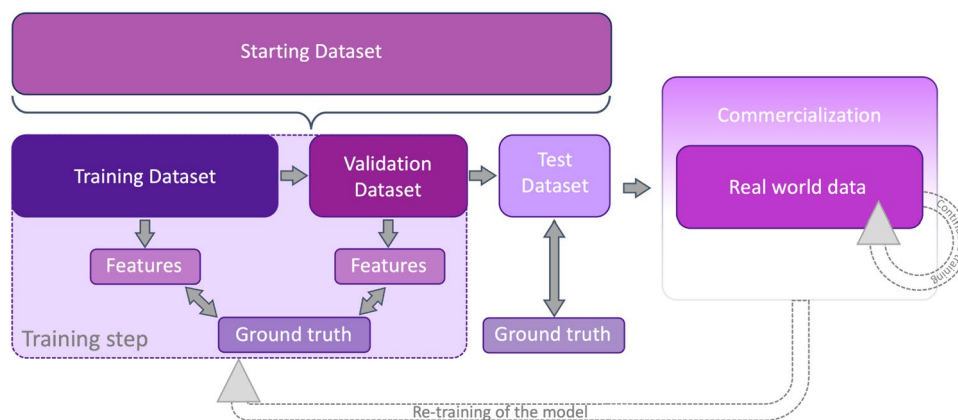 Starting Dataset
Commercialization
Training Dataset
Validation
Dataset
Test
Dataset
Real world data
Features
Features
Training step
Ground truth
Ground truth
training
Re-training of the model